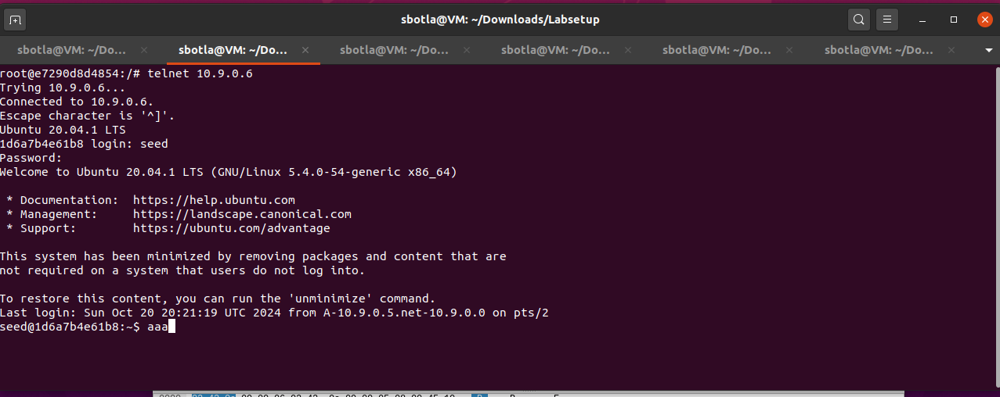 sbotla@VM: ~/Downloads/Labsetup
sbotla@VM: ~/Do... sbotla@VM: ~/Do... sbotla@VM: ~/Do... sbotla@VM: ~/Do... sbotla@VM: ~/Do... sbotla@VM: ~/Do...
root@e7290d8d4854:/# telnet 10.9.0.6
Trying 10.9.0.6...
Connected to 10.9.0.6.
Escape character is '^]'.
Ubuntu 20.04.1 LTS
1d6a7b4e61b8 login: seed
Password:
Welcome to Ubuntu 20.04.1 LTS (GNU/Linux 5.4.0-54-generic x86_64)
* Documentation:  https://help.ubuntu.com
* Management:     https://landscape.canonical.com
* Support:        https://ubuntu.com/advantage
This system has been minimized by removing packages and content that are
not required on a system that users do not log into.
To restore this content, you can run the 'unminimize' command.
Last login: Sun Oct 20 20:21:19 UTC 2024 from A-10.9.0.5.net-10.9.0.0 on pts/2
seed@1d6a7b4e61b8:~$ aaa